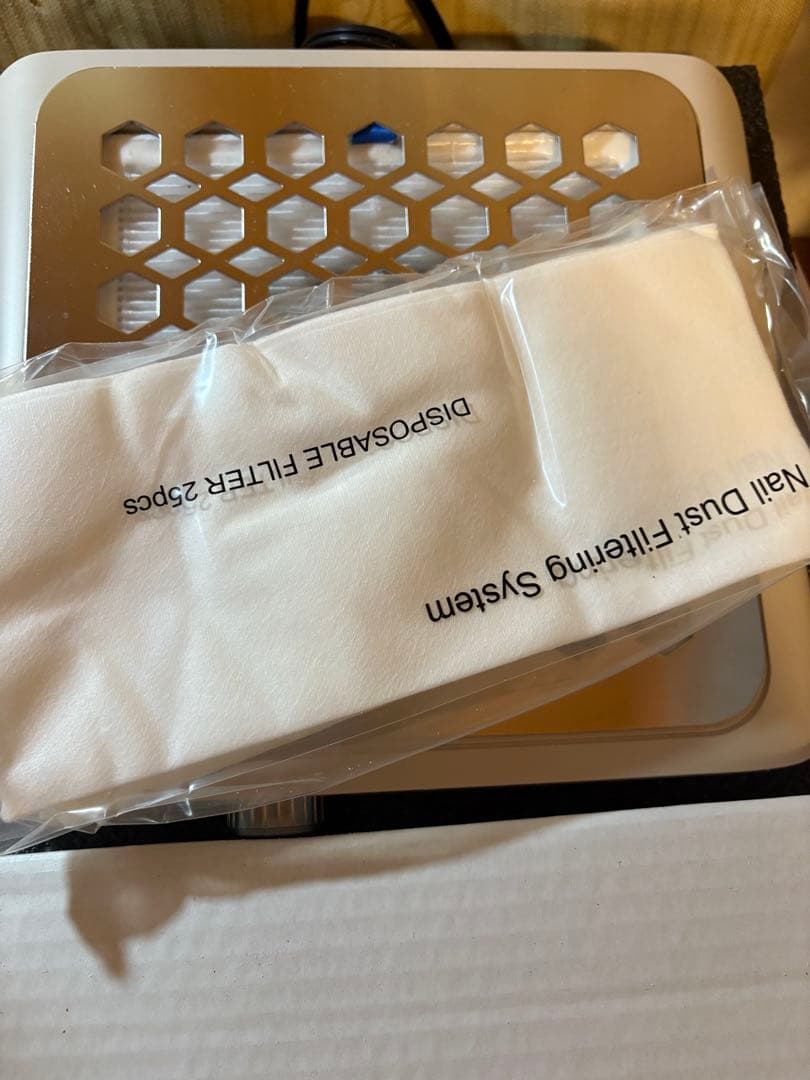 Nail Dust Filtering System
DISPOSABLE FILTER 25pcs